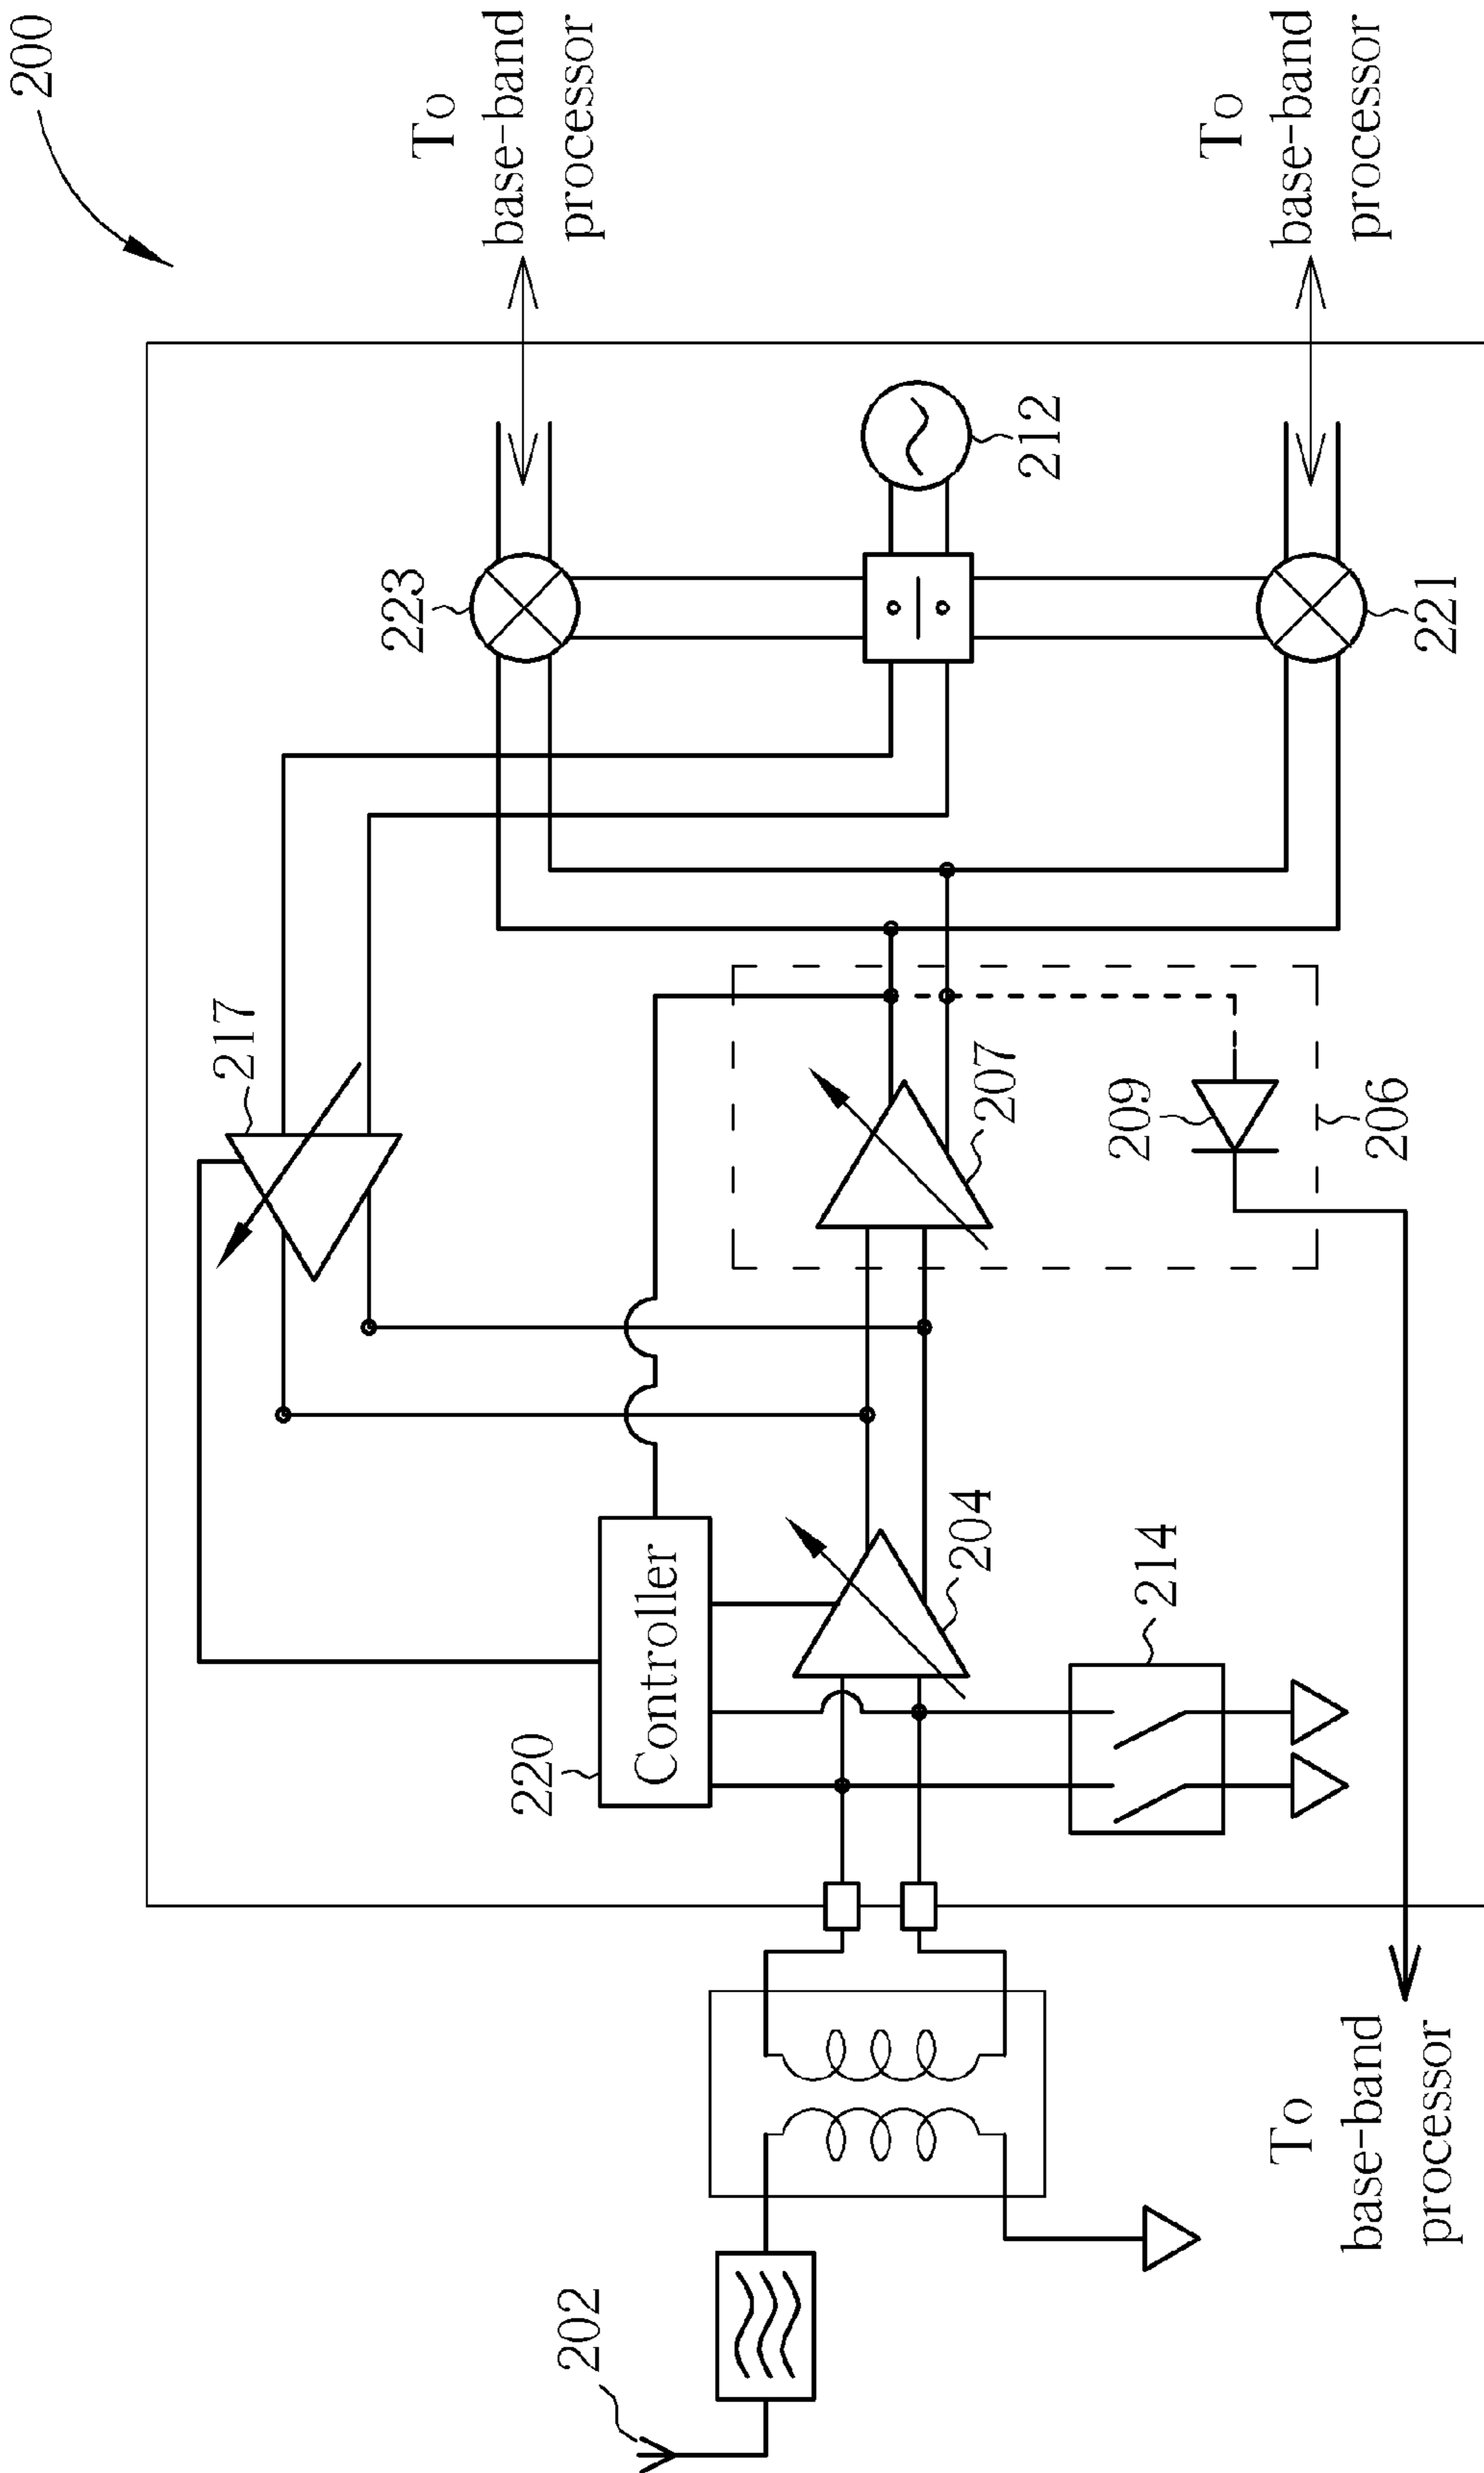 200
To
base-band
processor
223
217
212
220
Controller
207
204
209
206
214
221
To
base-band
processor
202
To
base-band
processor